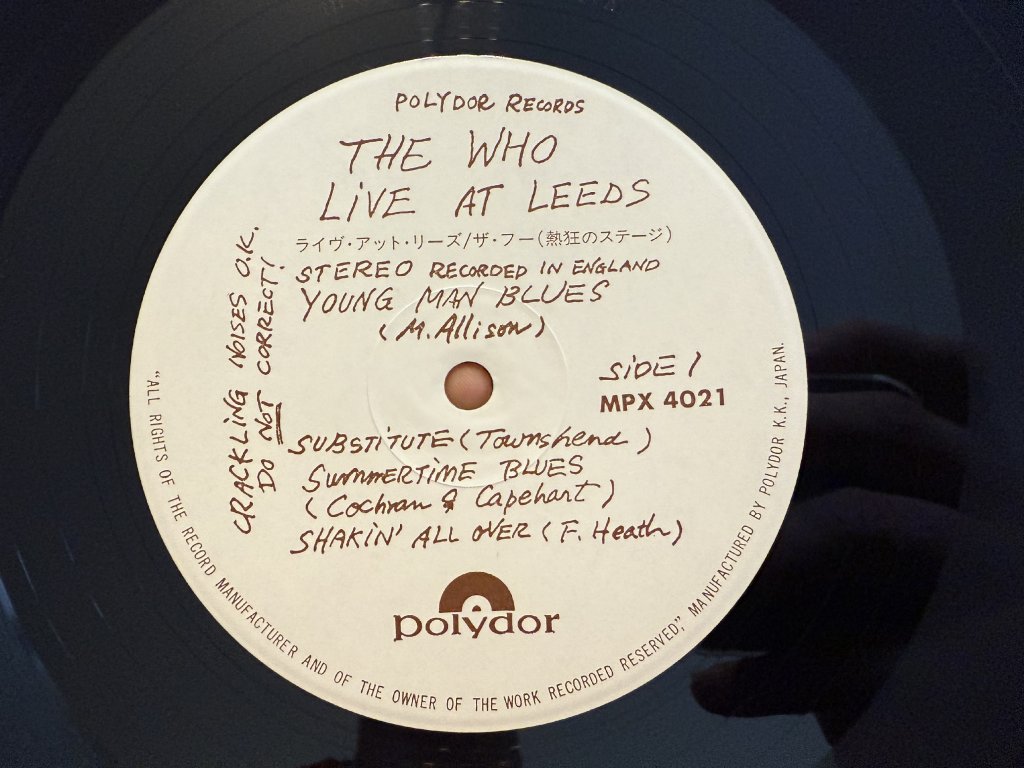 POLYDOR RECORDS
THE WHO
LiVE AT LEEDS
ライヴ・アット・リーズ/ザ・フー(熱狂のステージ)
STEREO RECORDED IN ENGLAND
YOUNG MAN BLUES
(M. Allison)
SiDE 1
MPX 4021
SUBSTiTUTE (Townshend)
SUMMERTiME BLUES
(Cochran & Capehart)
SHAKiN' ALL OVER (F. Heath)
CRACKLiNG NOISES O.K.
DO NOT CORRECT!
polydor
"ALL RIGHTS OF THE RECORD MANUFACTURER AND OF THE OWNER OF THE WORK RECORDED RESERVED," MANUFACTURED BY POLYDOR K.K., JAPAN.